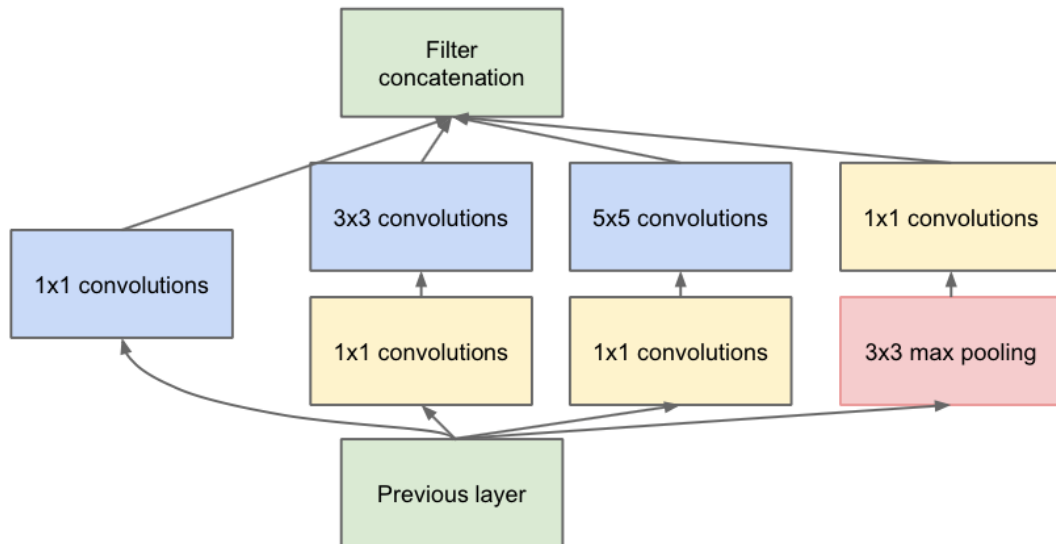 Filter
concatenation
3x3 convolutions
5x5 convolutions
1x1 convolutions
1x1 convolutions
1x1 convolutions
1x1 convolutions
3x3 max pooling
Previous layer